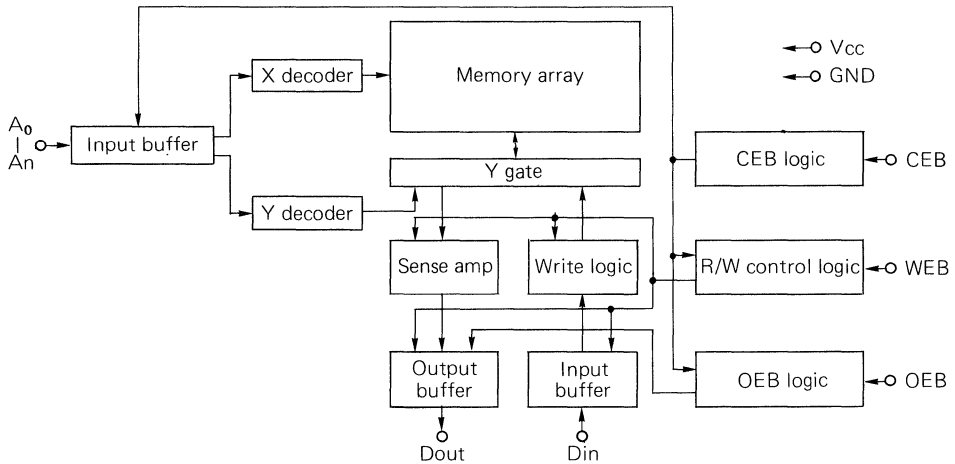 Vcc
GND
X decoder
Memory array
A0
An
Input buffer
CEB logic
CEB
Y gate
Y decoder
Sense amp
Write logic
R/W control logic
WEB
Output
buffer
Input
buffer
OEB logic
OEB
Dout
Din